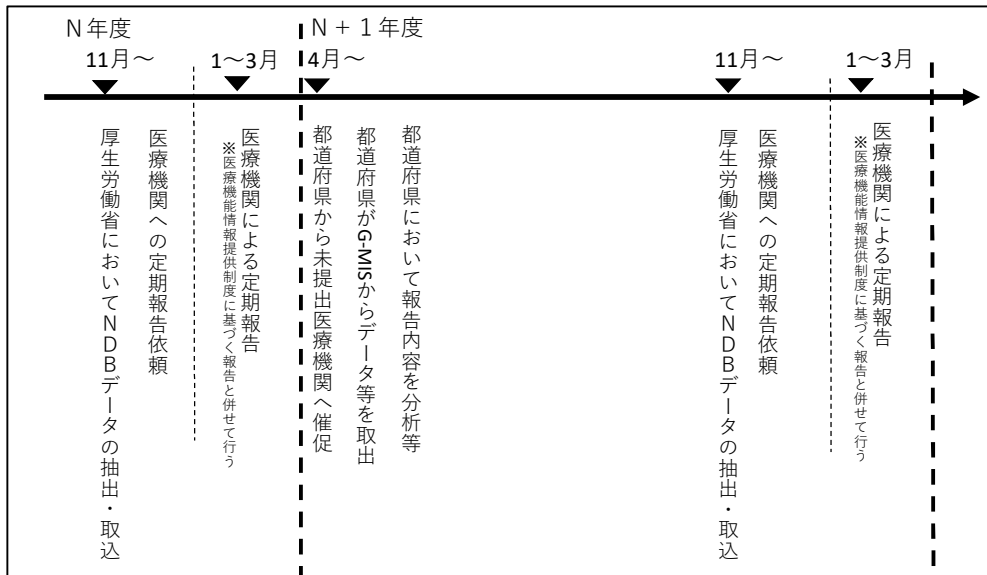 N年度
N+1年度
11月～
1～3月
4月～
11月～
1～3月
厚生労働省においてNDBデータの抽出・取込
医療機関への定期報告依頼
医療機関による定期報告
※医療機能情報提供制度に基づく報告と併せて行う
都道府県から未提出医療機関へ催促
都道府県がG-MISからデータ等を取出
都道府県において報告内容を分析等
厚生労働省においてNDBデータの抽出・取込
医療機関への定期報告依頼
医療機関による定期報告
※医療機能情報提供制度に基づく報告と併せて行う